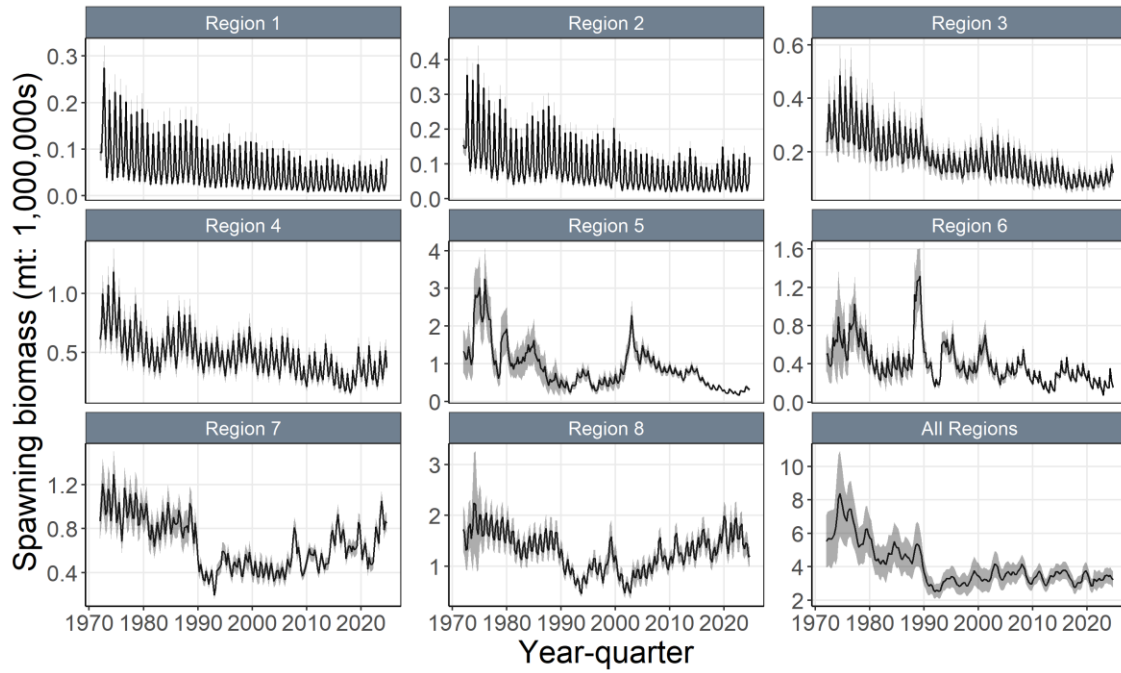 Spawning biomass (mt: 1,000,000s)
Region 1
Region 2
Region 3
0.3
0.2
0.1
0.0
0.4
0.3
0.2
0.1
0.0
0.6
0.4
0.2
Region 4
Region 5
Region 6
1.0
0.5
4
3
2
1
0
1.6
1.2
0.8
0.4
0.0
Region 7
Region 8
All Regions
1.2
0.8
0.4
3
2
1
10
8
6
4
2
1970 1980 1990 2000 2010 2020
1970 1980 1990 2000 2010 2020
1970 1980 1990 2000 2010 2020
Year-quarter